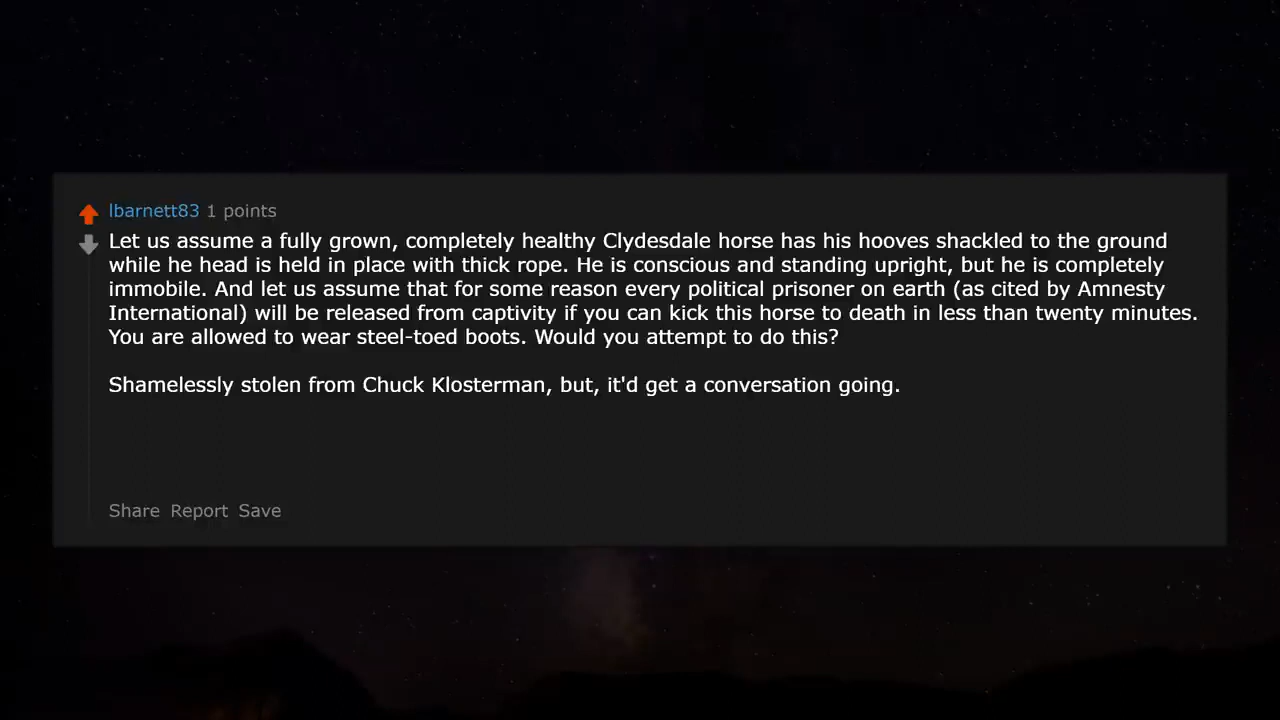 lbarnett83 1 points
Let us assume a fully grown, completely healthy Clydesdale horse has his hooves shackled to the ground
while he head is held in place with thick rope. He is conscious and standing upright, but he is completely
immobile. And let us assume that for some reason every political prisoner on earth (as cited by Amnesty
International) will be released from captivity if you can kick this horse to death in less than twenty minutes.
You are allowed to wear steel-toed boots. Would you attempt to do this?
Shamelessly stolen from Chuck Klosterman, but, it'd get a conversation going.
Share Report Save